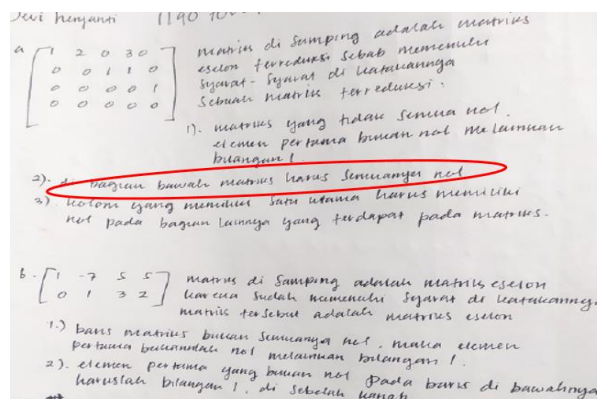 Devi heryanti 1190
a [ 1 2 0 3 0 ] matriks di Samping adalah matriks
0 0 1 1 0 eselon tereduksi Sebab memenuhi
0 0 0 0 1 Syarat-Syarat di katakannya
0 0 0 0 0 Sebuah matriks terreduksi.
1). matriks yang tidak Semua nol.
elemen pertama bukan nol melainkan
bilangan 1.
2). di bagian bawah matriks harus Semuanya nol
3). kolom yang memiliki Satu utama harus memiliki
nol pada bagian lainnya yang terdapat pada matriks.
b. [ 1 -7 5 5 ] matriks di Samping adalah matriks eselon
0 1 3 2 karena Sudah memenuhi Syarat di katakannya
matriks tersebut adalah matriks eselon
1.) baris matriks bukan Semuanya nol. maka elemen
pertama bukanlah nol melainkan bilangan 1.
2). elemen pertama yang bukan nol pada baris di bawahnya
haruslah bilangan 1. di Sebelah kanan